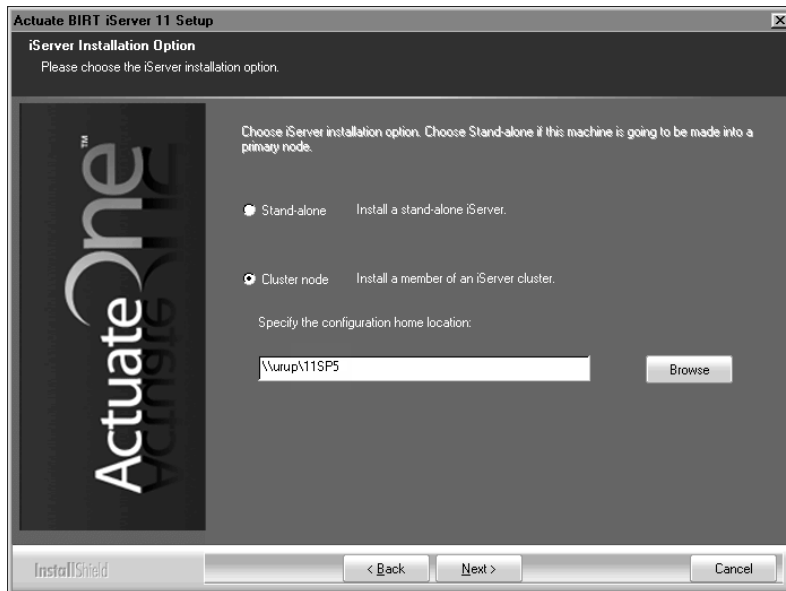 Actuate BIRT iServer 11 Setup
iServer Installation Option
Please choose the iServer installation option.
ActuateOne™
Choose iServer installation option. Choose Stand-alone if this machine is going to be made into a
primary node.
Stand-alone Install a stand-alone iServer.
Cluster node Install a member of an iServer cluster.
Specify the configuration home location:
\\urup\11SP5
Browse
InstallShield
< Back
Next >
Cancel